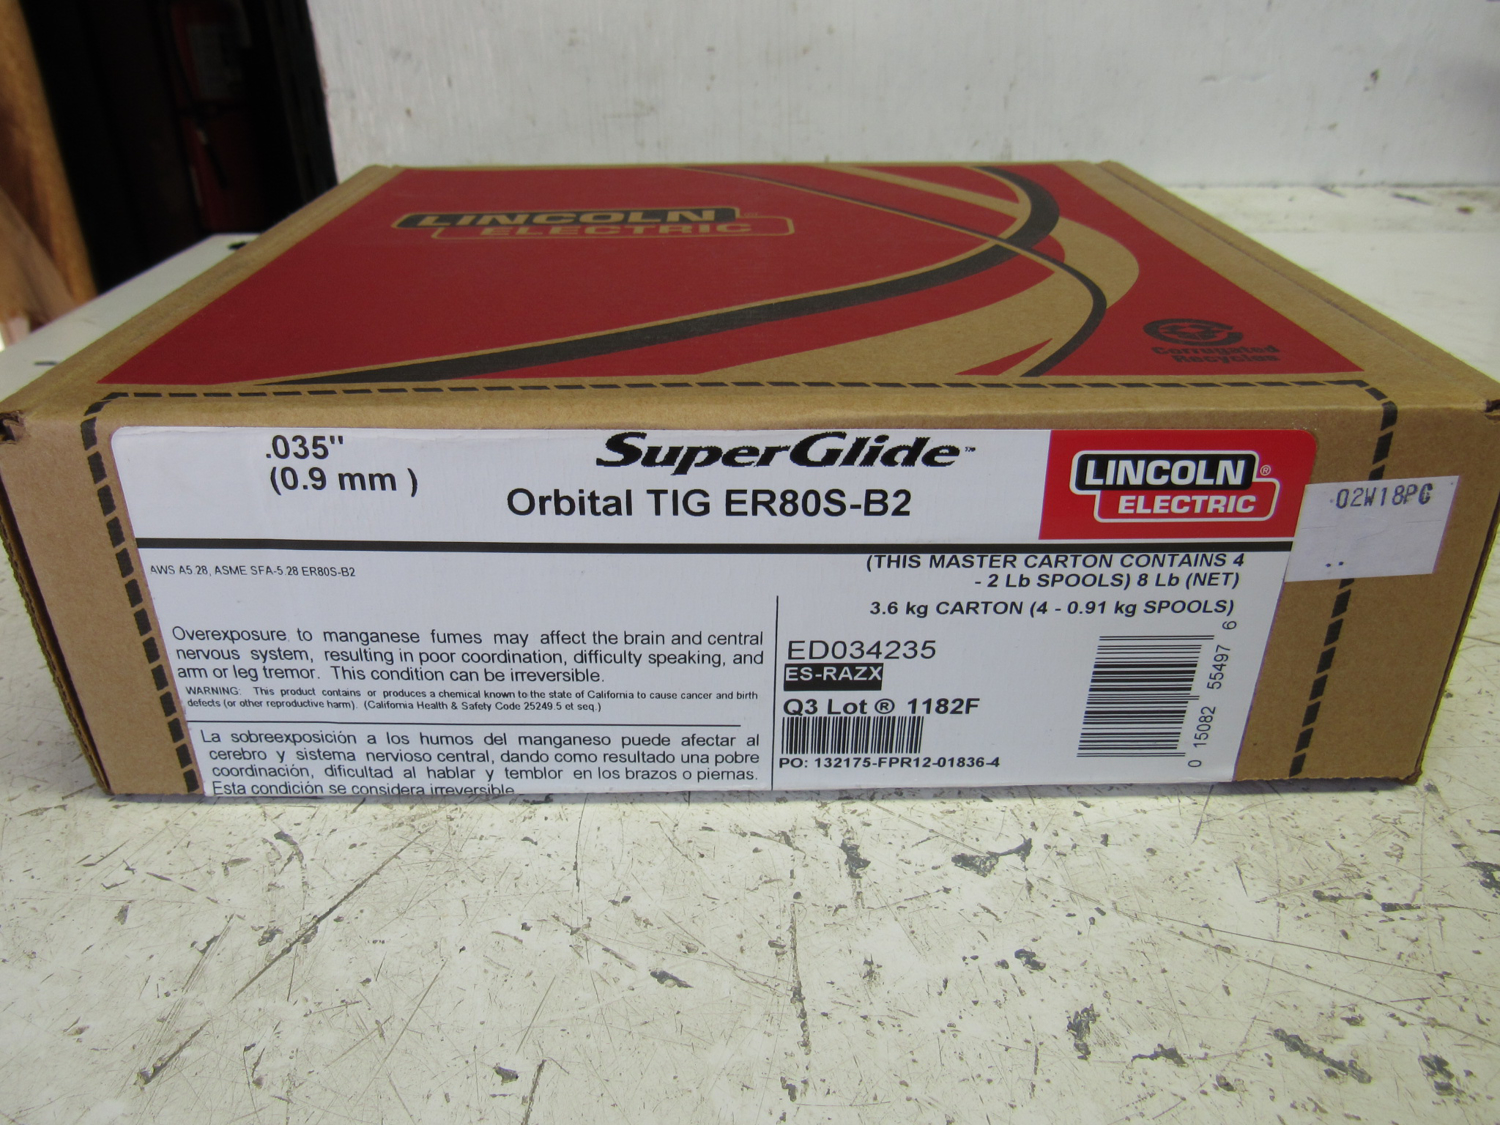 LINCOLN
ELECTRIC
Corrugated
Recycles
.035"
(0.9 mm )
SuperGlide™
Orbital TIG ER80S-B2
LINCOLN®
ELECTRIC
02W18PG
AWS A5.28, ASME SFA-5.28 ER80S-B2
(THIS MASTER CARTON CONTAINS 4
- 2 Lb SPOOLS) 8 Lb (NET)
3.6 kg CARTON (4 - 0.91 kg SPOOLS)
Overexposure to manganese fumes may affect the brain and central
nervous system, resulting in poor coordination, difficulty speaking, and
arm or leg tremor. This condition can be irreversible.
WARNING: This product contains or produces a chemical known to the state of California to cause cancer and birth
defects (or other reproductive harm). (California Health & Safety Code 25249.5 et seq.)
La sobreexposición a los humos del manganeso puede afectar al
cerebro y sistema nervioso central, dando como resultado una pobre
coordinación, dificultad al hablar y temblor en los brazos o piernas.
Esta condición se considera irreversible
ED034235
ES-RAZX
Q3 Lot ® 1182F
PO: 132175-FPR12-01836-4
0 15082 55497 6